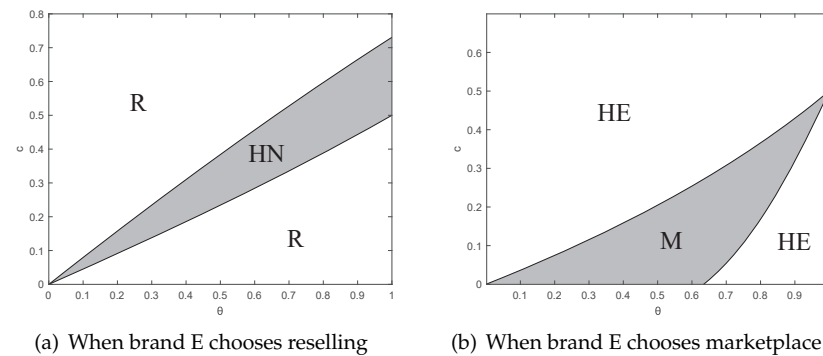 0.8
0.7
0.6
0.5
0.4
0.3
0.2
0.1
0
c
R
HN
R
0 0.1 0.2 0.3 0.4 0.5 0.6 0.7 0.8 0.9 1
θ
(a) When brand E chooses reselling
0.6
0.5
0.4
0.3
0.2
0.1
0
c
HE
M
HE
0.1 0.2 0.3 0.4 0.5 0.6 0.7 0.8 0.9
θ
(b) When brand E chooses marketplace